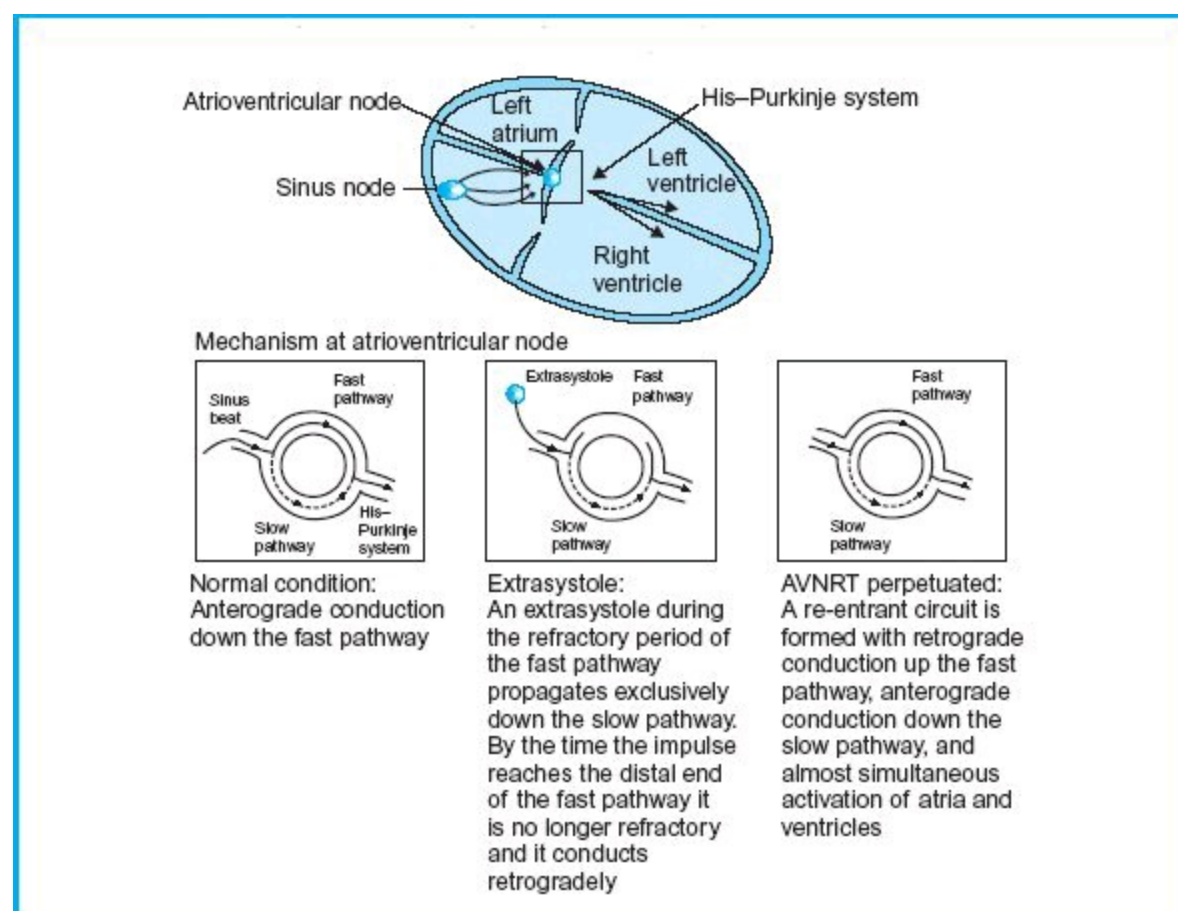 Atrioventricular node
Left
atrium
His–Purkinje system
Sinus node
Left
ventricle
Right
ventricle
Mechanism at atrioventricular node
Sinus
beat
Fast
pathway
Slow
pathway
His–
Purkinje
system
Normal condition:
Anterograde conduction
down the fast pathway
Extrasystole
Fast
pathway
Slow
pathway
Extrasystole:
An extrasystole during
the refractory period of
the fast pathway
propagates exclusively
down the slow pathway.
By the time the impulse
reaches the distal end
of the fast pathway it
is no longer refractory
and it conducts
retrogradely
Fast
pathway
Slow
pathway
AVNRT perpetuated:
A re-entrant circuit is
formed with retrograde
conduction up the fast
pathway, anterograde
conduction down the
slow pathway, and
almost simultaneous
activation of atria and
ventricles